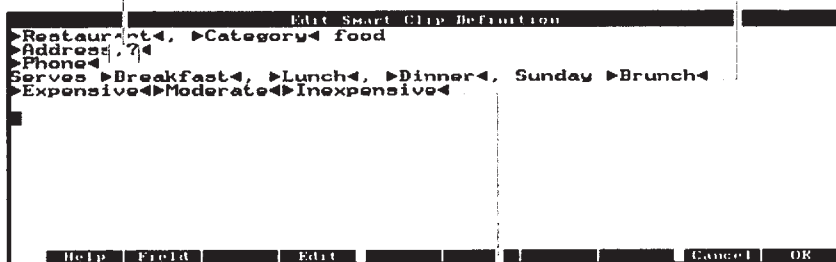 Edit Smart Clip Definition
▶Restaurant◀, ▶Category◀ food
▶Address,?◀
▶Phone◀
Serves ▶Breakfast◀, ▶Lunch◀, ▶Dinner◀, Sunday ▶Brunch◀
▶Expensive◀▶Moderate◀▶Inexpensive◀
Help Field Edit Cancel OK